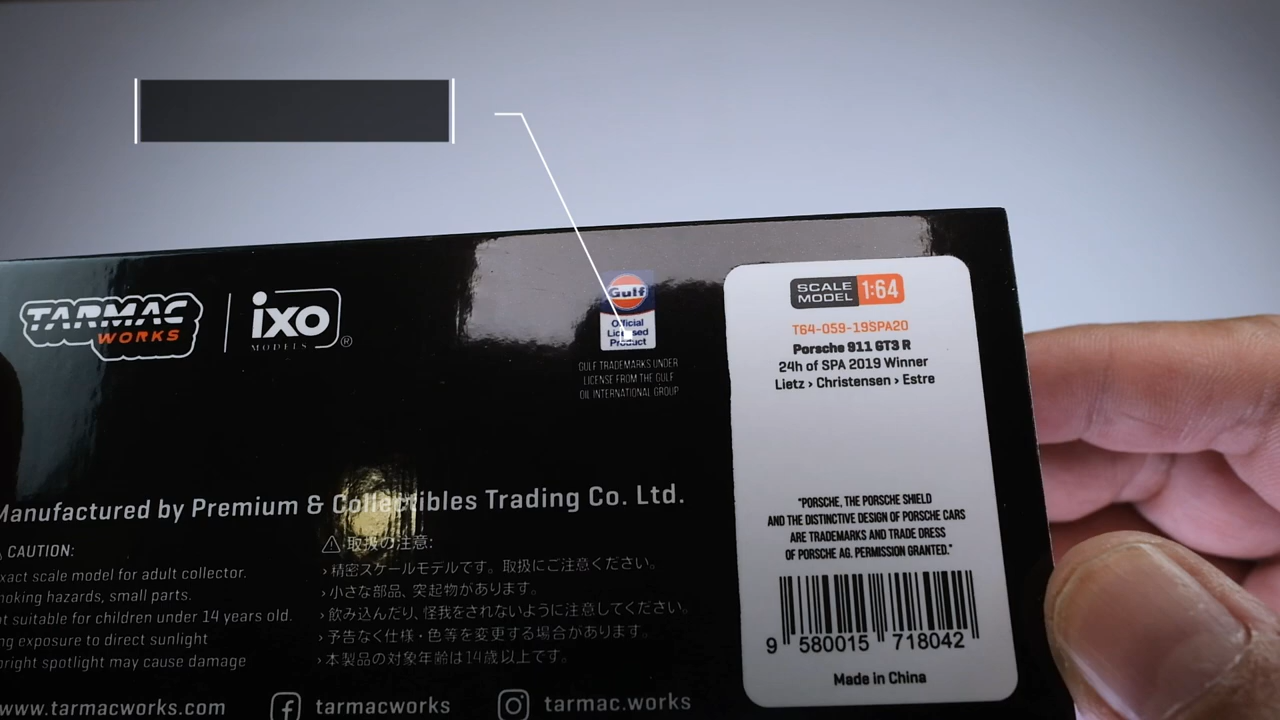 TARMAC
WORKS
ixo
MODELS
®
Gulf
Official
Licensed
Product
GULF TRADEMARKS UNDER
LICENSE FROM THE GULF
OIL INTERNATIONAL GROUP
SCALE
MODEL
1:64
T64-059-19SPA20
Porsche 911 GT3 R
24h of SPA 2019 Winner
Lietz › Christensen › Estre
"PORSCHE, THE PORSCHE SHIELD
AND THE DISTINCTIVE DESIGN OF PORSCHE CARS
ARE TRADEMARKS AND TRADE DRESS
OF PORSCHE AG. PERMISSION GRANTED."
9 580015 718042
Made in China
Manufactured by Premium & Collectibles Trading Co. Ltd.
CAUTION:
xact scale model for adult collector.
oking hazards, small parts.
t suitable for children under 14 years old.
ng exposure to direct sunlight
bright spotlight may cause damage
取扱の注意:
› 精密スケールモデルです。取扱にご注意ください。
› 小さな部品、突起物があります。
› 飲み込んだり、怪我をされないように注意してください。
› 予告なく仕様・色等を変更する場合があります。
› 本製品の対象年齢は14歳以上です。
www.tarmacworks.com
tarmacworks
tarmac.works